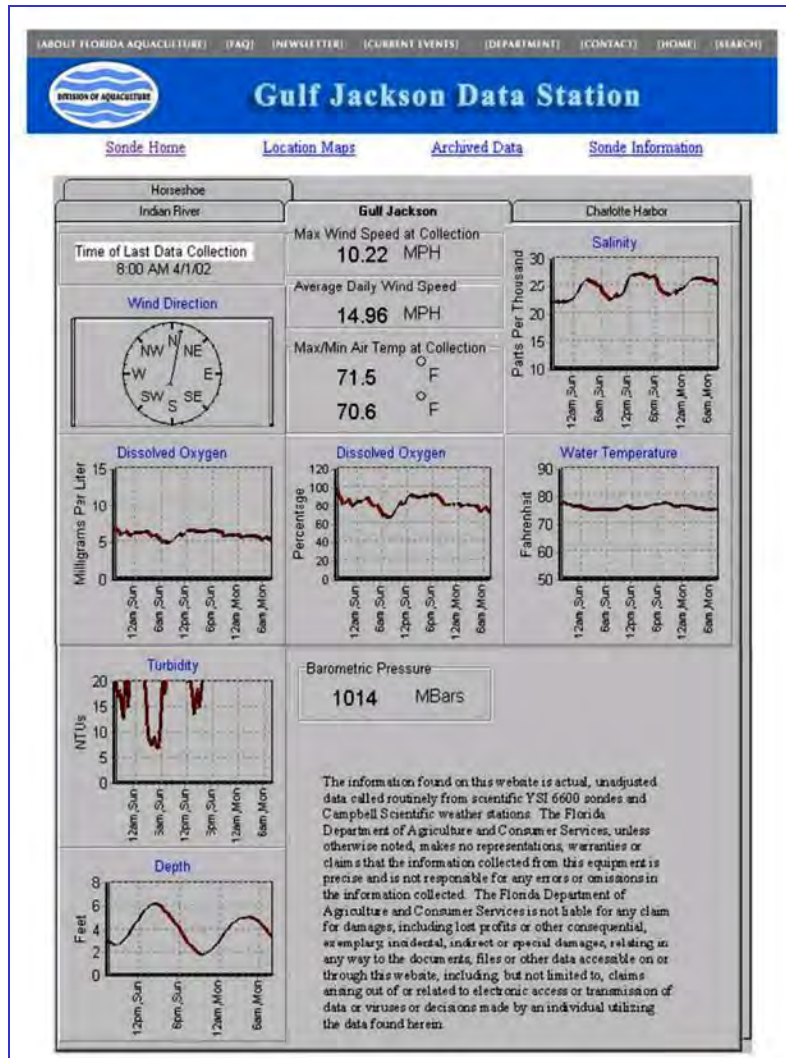 [ABOUT FLORIDA AQUACULTURE] [FAQ] [NEWSLETTER] [CURRENT EVENTS] [DEPARTMENT] [CONTACT] [HOME] [SEARCH]
DIVISION OF AQUACULTURE
Gulf Jackson Data Station
Sonde Home Location Maps Archived Data Sonde Information
Horseshoe
Indian River Gulf Jackson Charlotte Harbor
Time of Last Data Collection
8:00 AM 4/1/02
Wind Direction
N
NE
E
SE
S
SW
W
NW
Max Wind Speed at Collection
10.22 MPH
Average Daily Wind Speed
14.96 MPH
Max/Min Air Temp at Collection
71.5 °F
70.6 °F
Salinity
Parts Per Thousand
30
25
20
15
10
12am,Sun 6am,Sun 12pm,Sun 6pm,Sun 12am,Mon 6am,Mon
Dissolved Oxygen
Milligrams Per Liter
15
10
5
0
12am,Sun 6am,Sun 12pm,Sun 6pm,Sun 12am,Mon 6am,Mon
Dissolved Oxygen
Percentage
120
100
80
60
40
20
0
12am,Sun 6am,Sun 12pm,Sun 6pm,Sun 12am,Mon 6am,Mon
Water Temperature
Fahrenheit
90
80
70
60
50
12am,Sun 6am,Sun 12pm,Sun 6pm,Sun 12am,Mon 6am,Mon
Turbidity
NTUs
20
15
10
5
0
12am,Sun 12pm,Sun 12am,Mon 6am,Mon
Barometric Pressure
1014 MBars
Depth
Feet
8
6
4
2
0
12pm,Sun 6pm,Sun 12am,Mon 6am,Mon
The information found on this website is actual, unadjusted
data called routinely from scientific YSI 6600 sondes and
Campbell Scientific weather stations. The Florida
Department of Agriculture and Consumer Services, unless
otherwise noted, makes no representations, warranties or
claims that the information collected from this equipment is
precise and is not responsible for any errors or omissions in
the information collected. The Florida Department of
Agriculture and Consumer Services is not liable for any claim
for damages, including lost profits or other consequential,
exemplary, incidental, indirect or special damages, relating in
any way to the documents, files or other data accessible on or
through this website, including, but not limited to, claims
arising out of or related to electronic access or transmission of
data or viruses or decisions made by an individual utilizing
the data found herein.